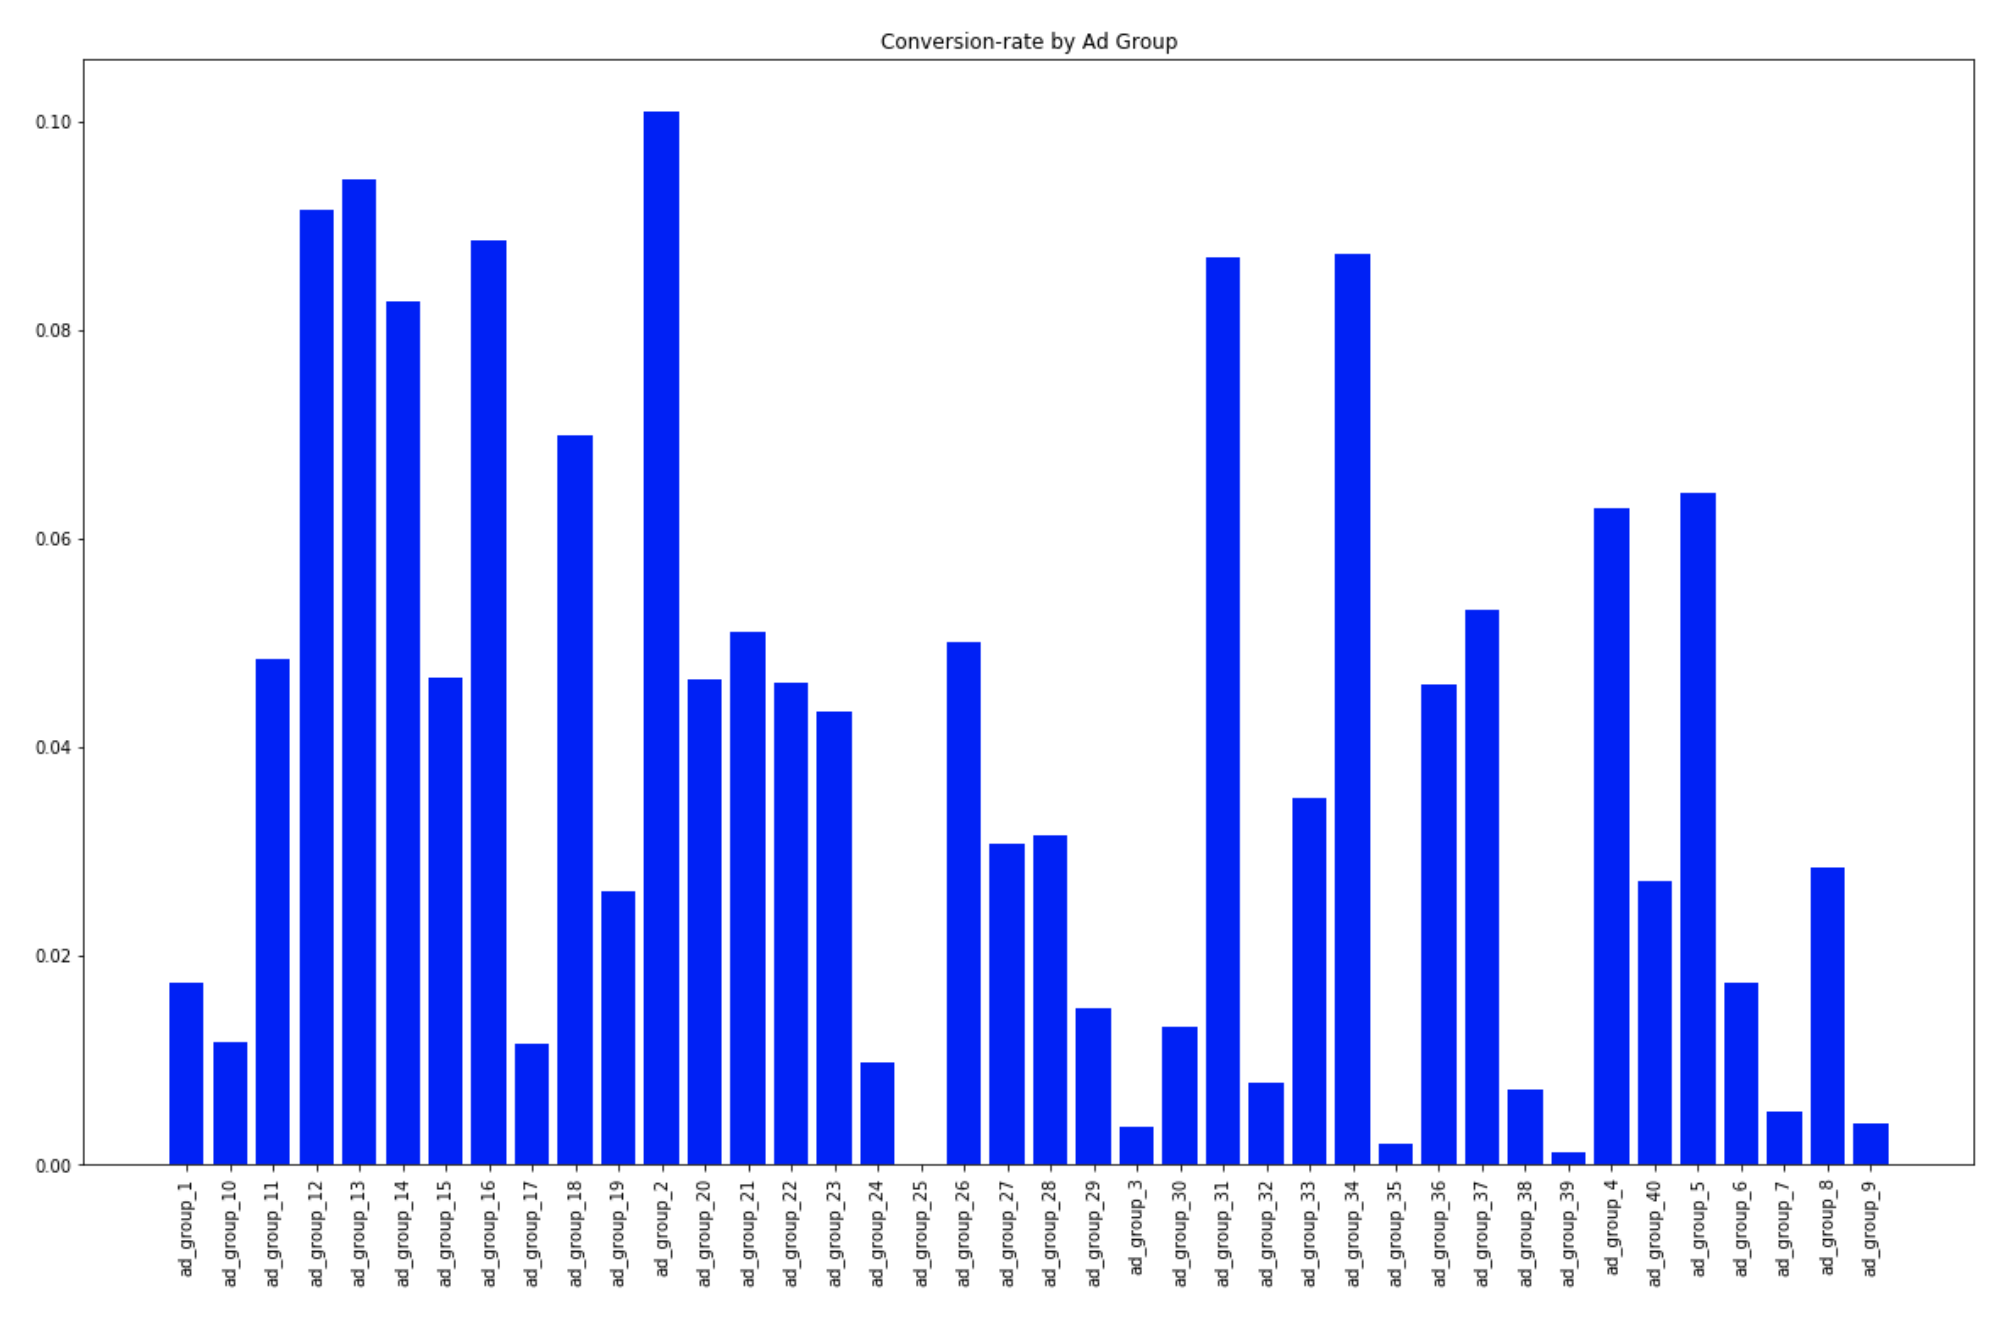 Conversion-rate by Ad Group
0.10
0.08
0.06
0.04
0.02
0.00
ad_group_1
ad_group_10
ad_group_11
ad_group_12
ad_group_13
ad_group_14
ad_group_15
ad_group_16
ad_group_17
ad_group_18
ad_group_19
ad_group_2
ad_group_20
ad_group_21
ad_group_22
ad_group_23
ad_group_24
ad_group_25
ad_group_26
ad_group_27
ad_group_28
ad_group_29
ad_group_3
ad_group_30
ad_group_31
ad_group_32
ad_group_33
ad_group_34
ad_group_35
ad_group_36
ad_group_37
ad_group_38
ad_group_39
ad_group_4
ad_group_40
ad_group_5
ad_group_6
ad_group_7
ad_group_8
ad_group_9